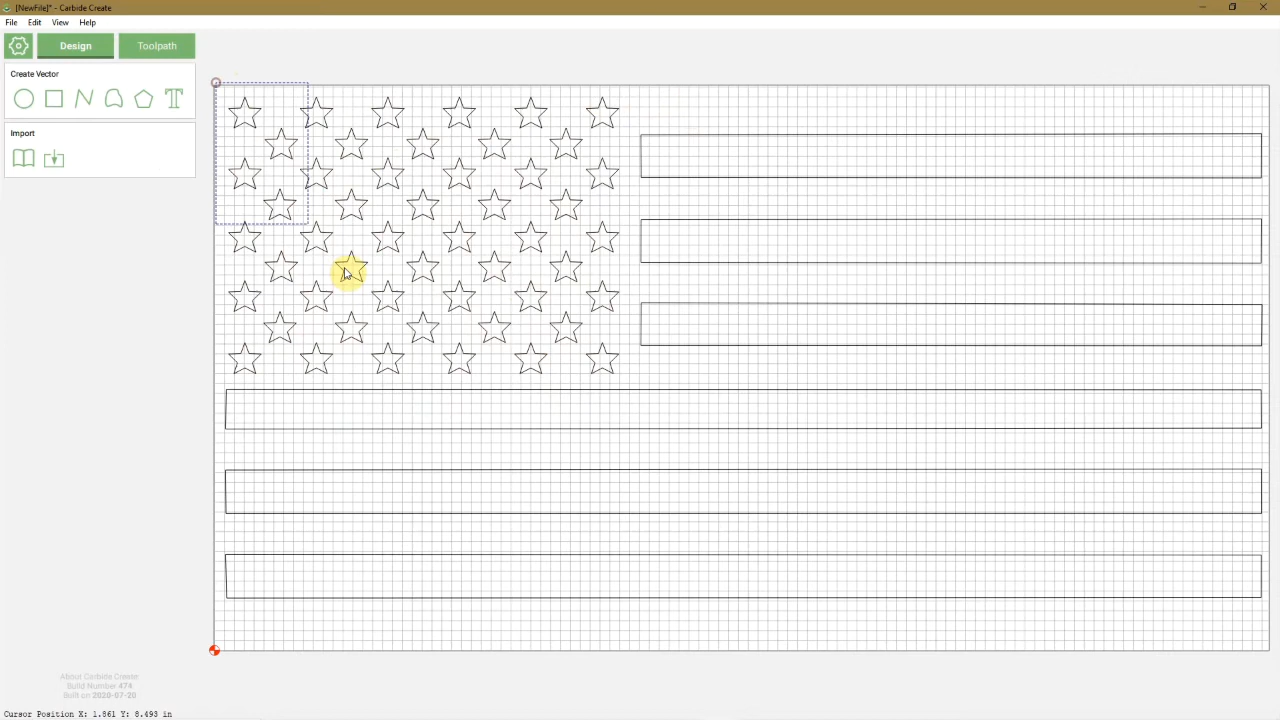 [NewFile]* - Carbide Create
File Edit View Help
Design Toolpath
Create Vector
Import
About Carbide Create
Build Number 474
Built on 2020-07-20
Cursor Position X: 1.861 Y: 8.493 in